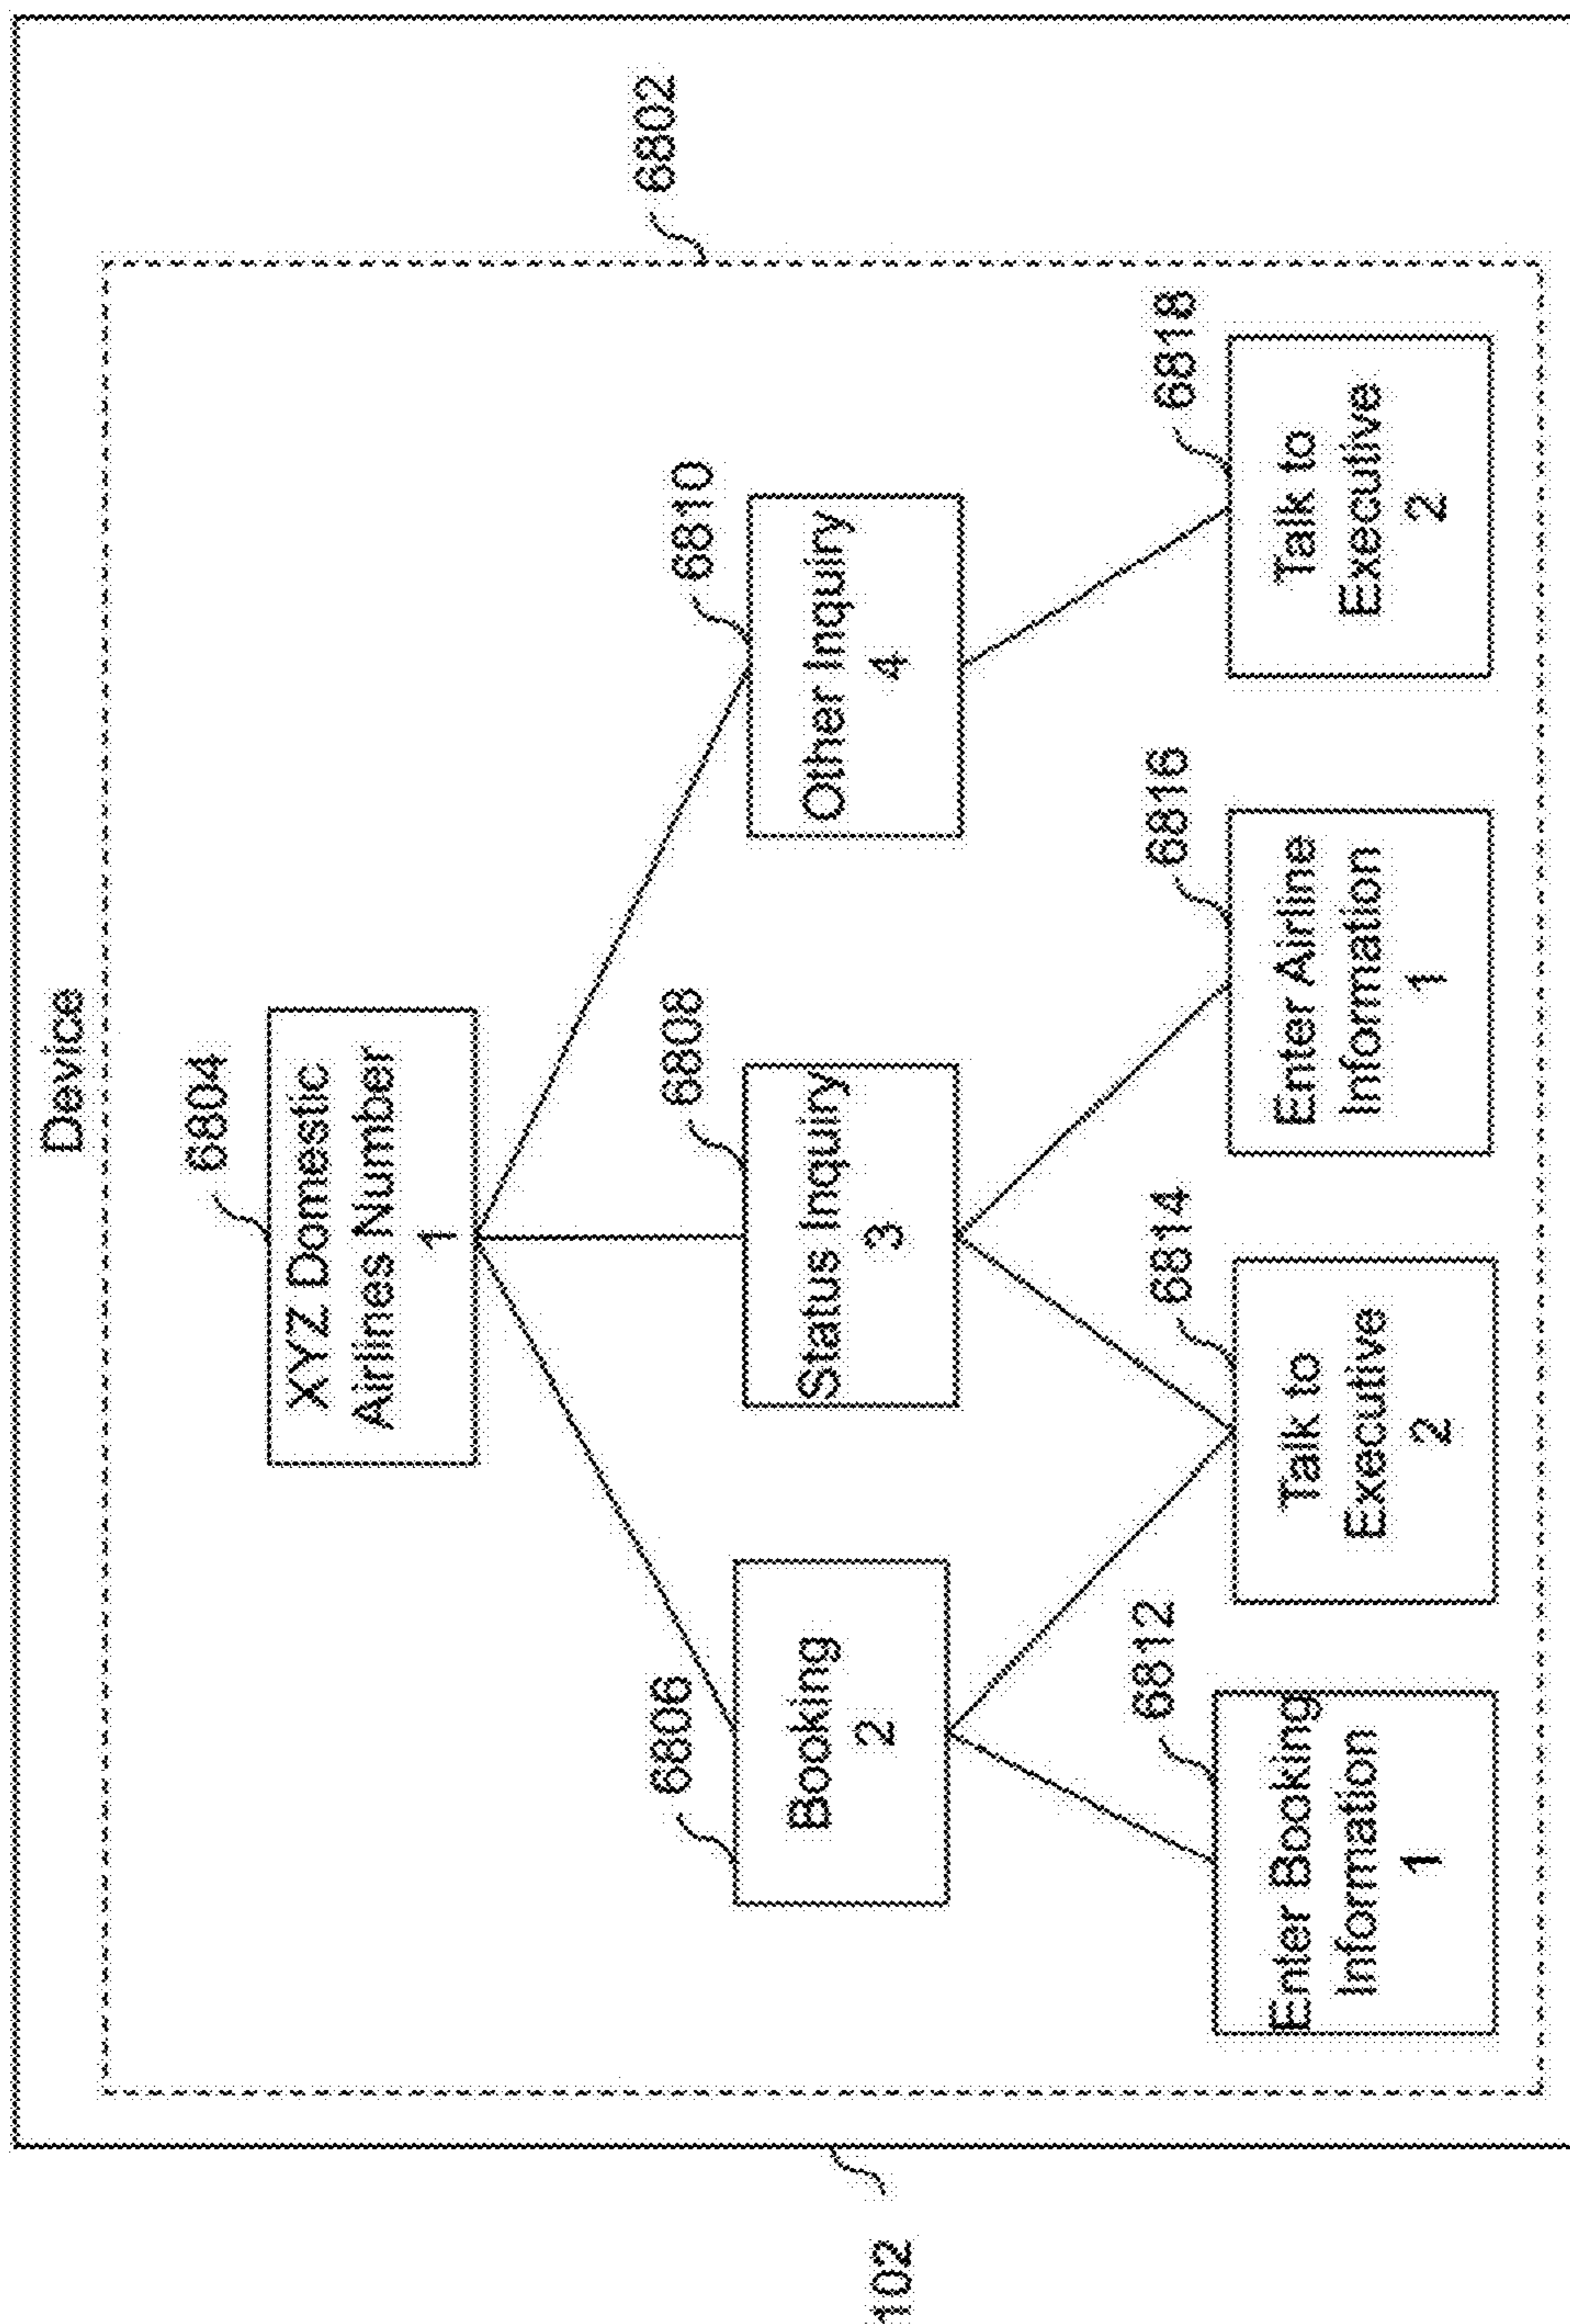 Device
6802
6804
XYZ Domestic
Airlines Number
1
6806
Booking
2
6808
Status Inquiry
3
6810
Other Inquiry
4
6812
Enter Booking
Information
1
6814
Talk to
Executive
2
6816
Enter Airline
Information
1
6818
Talk to
Executive
2
102